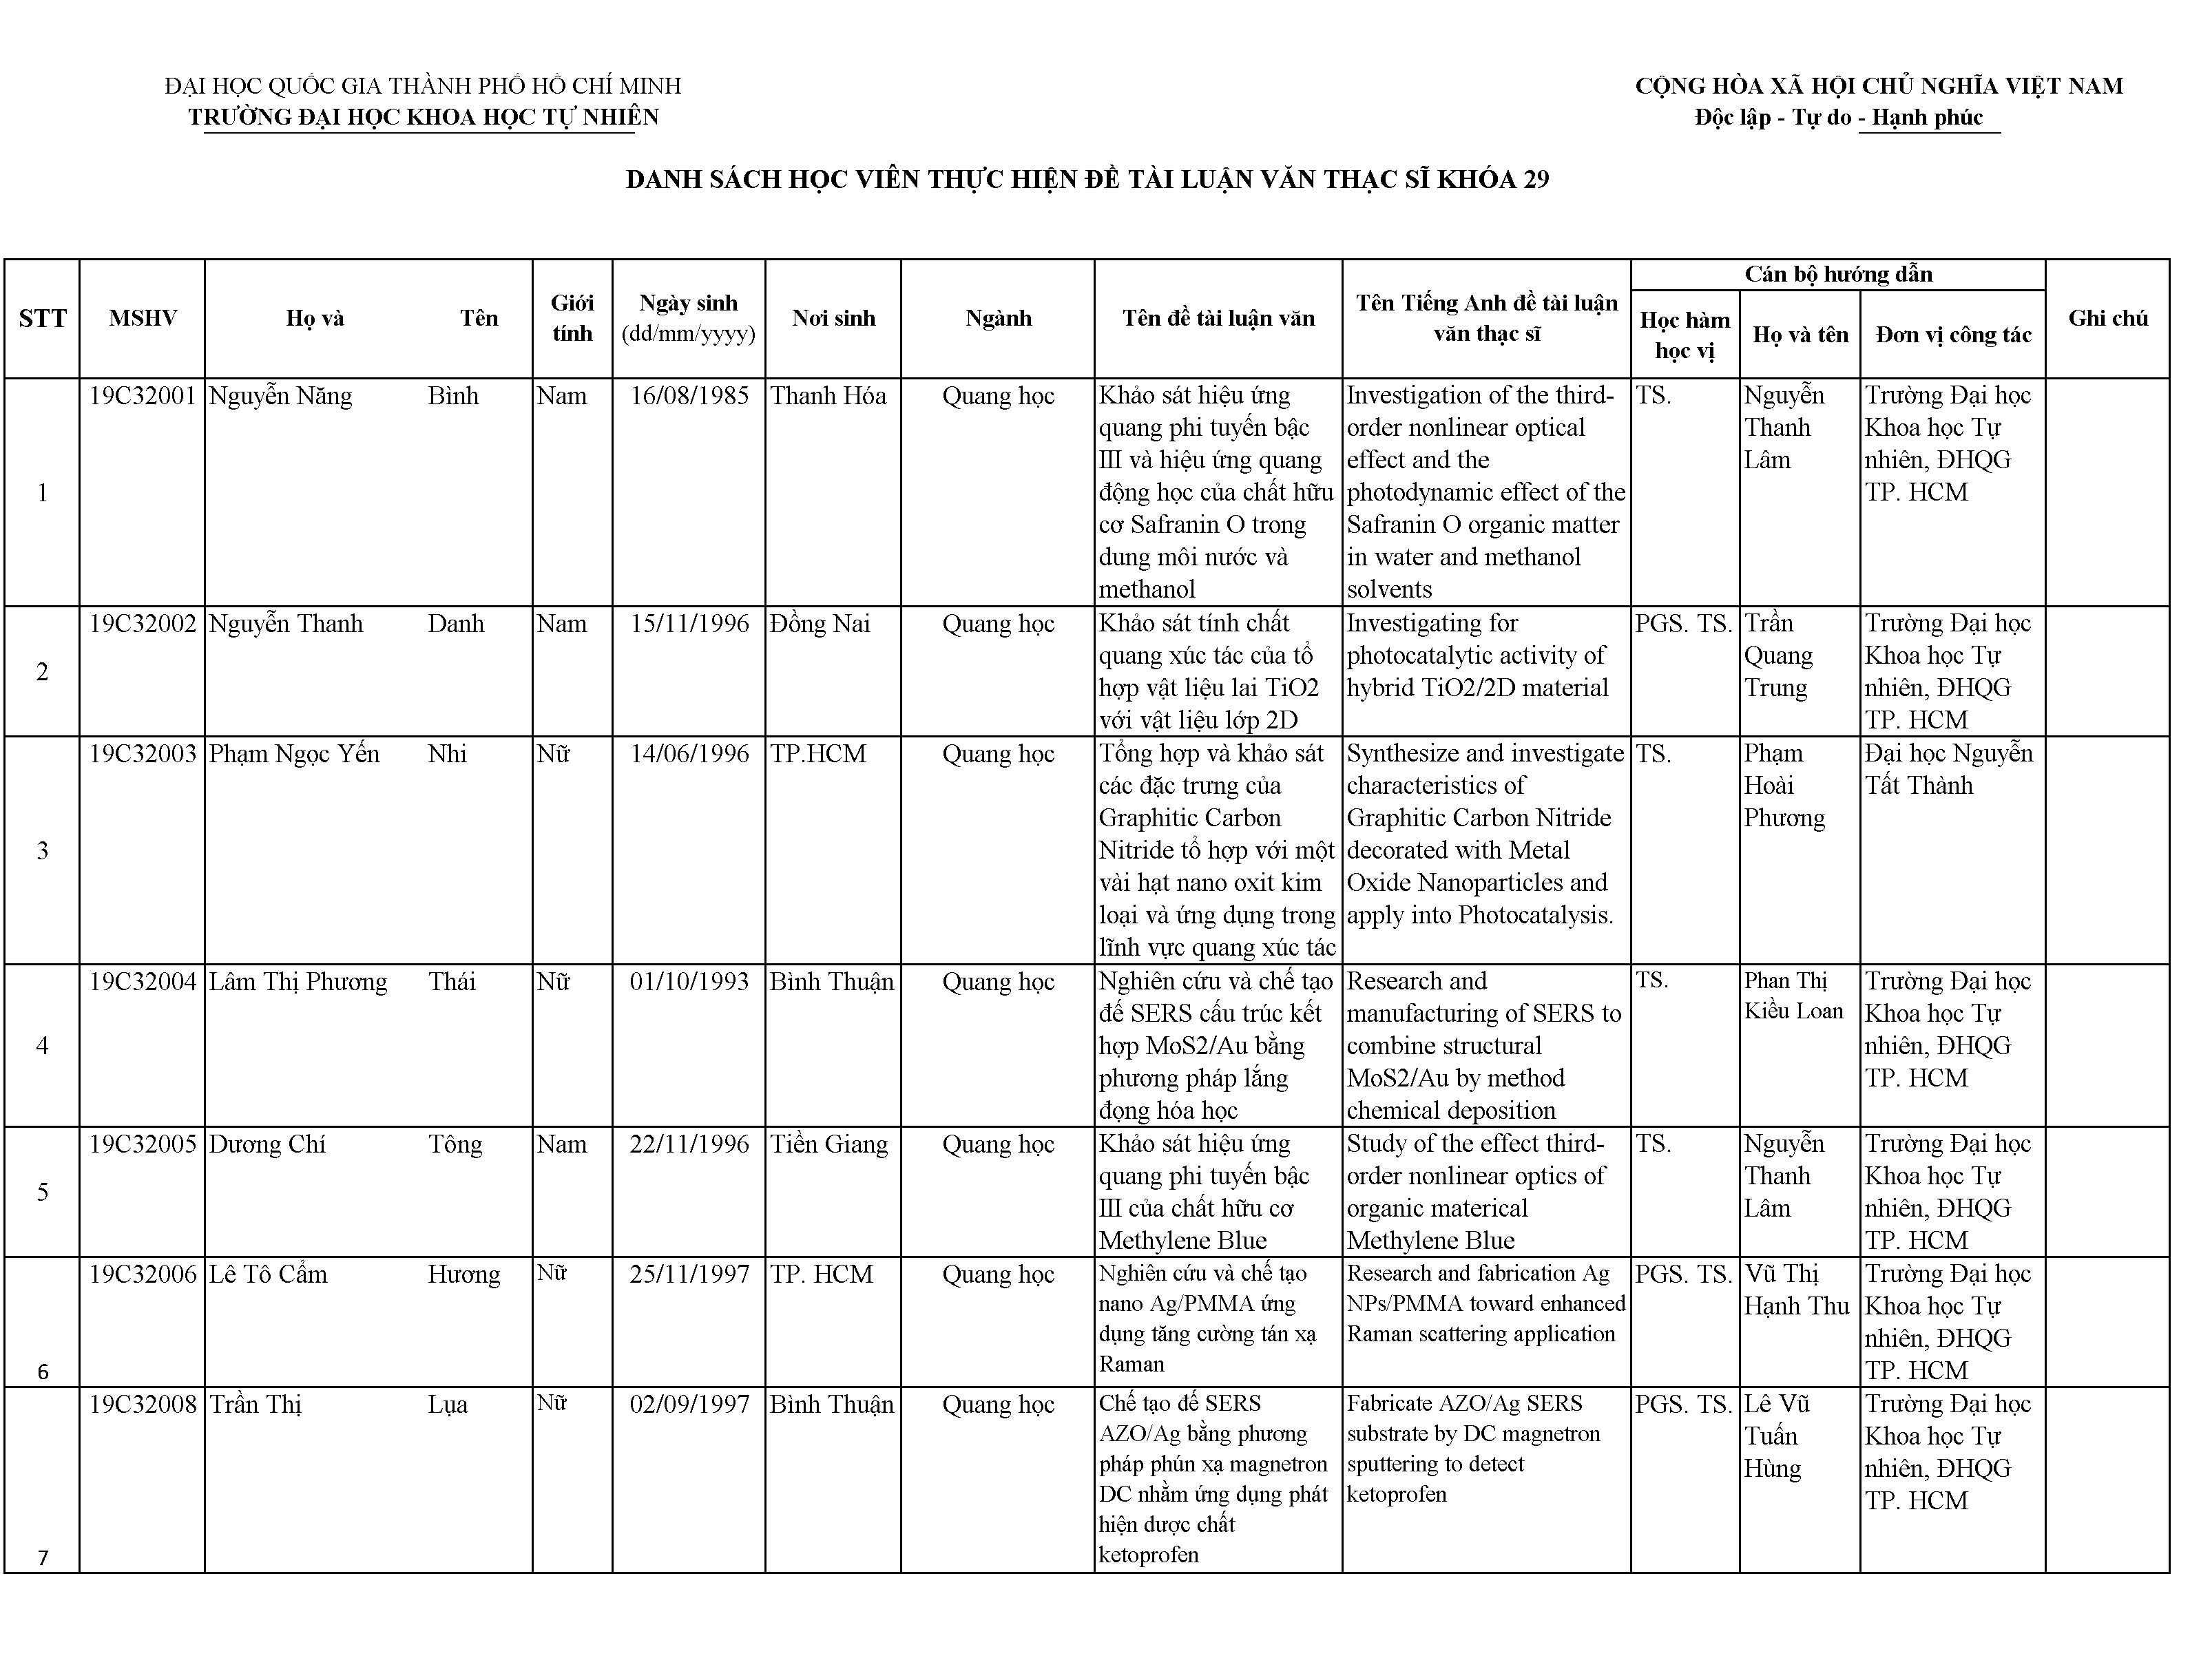 ĐẠI HỌC QUỐC GIA THÀNH PHỐ HỒ CHÍ MINH
TRƯỜNG ĐẠI HỌC KHOA HỌC TỰ NHIÊN
CỘNG HÒA XÃ HỘI CHỦ NGHĨA VIỆT NAM
Độc lập - Tự do - Hạnh phúc
DANH SÁCH HỌC VIÊN THỰC HIỆN ĐỀ TÀI LUẬN VĂN THẠC SĨ KHÓA 29
STT
MSHV
Họ và Tên
Giới
tính
Ngày sinh
(dd/mm/yyyy)
Nơi sinh
Ngành
Tên đề tài luận văn
Tên Tiếng Anh đề tài luận
văn thạc sĩ
Cán bộ hướng dẫn
Học hàm
học vị
Họ và tên
Đơn vị công tác
Ghi chú
1
19C32001
Nguyễn Năng Bình
Nam
16/08/1985
Thanh Hóa
Quang học
Khảo sát hiệu ứng
quang phi tuyến bậc
III và hiệu ứng quang
động học của chất hữu
cơ Safranin O trong
dung môi nước và
methanol
Investigation of the third-
order nonlinear optical
effect and the
photodynamic effect of the
Safranin O organic matter
in water and methanol
solvents
TS.
Nguyễn
Thanh
Lâm
Trường Đại học
Khoa học Tự
nhiên, ĐHQG
TP. HCM
2
19C32002
Nguyễn Thanh Danh
Nam
15/11/1996
Đồng Nai
Quang học
Khảo sát tính chất
quang xúc tác của tổ
hợp vật liệu lai TiO2
với vật liệu lớp 2D
Investigating for
photocatalytic activity of
hybrid TiO2/2D material
PGS. TS.
Trần
Quang
Trung
Trường Đại học
Khoa học Tự
nhiên, ĐHQG
TP. HCM
3
19C32003
Phạm Ngọc Yến Nhi
Nữ
14/06/1996
TP.HCM
Quang học
Tổng hợp và khảo sát
các đặc trưng của
Graphitic Carbon
Nitride tổ hợp với một
vài hạt nano oxit kim
loại và ứng dụng trong
lĩnh vực quang xúc tác
Synthesize and investigate
characteristics of
Graphitic Carbon Nitride
decorated with Metal
Oxide Nanoparticles and
apply into Photocatalysis.
TS.
Phạm
Hoài
Phương
Đại học Nguyễn
Tất Thành
4
19C32004
Lâm Thị Phương Thái
Nữ
01/10/1993
Bình Thuận
Quang học
Nghiên cứu và chế tạo
đế SERS cấu trúc kết
hợp MoS2/Au bằng
phương pháp lắng
đọng hóa học
Research and
manufacturing of SERS to
combine structural
MoS2/Au by method
chemical deposition
TS.
Phan Thị
Kiều Loan
Trường Đại học
Khoa học Tự
nhiên, ĐHQG
TP. HCM
5
19C32005
Dương Chí Tông
Nam
22/11/1996
Tiền Giang
Quang học
Khảo sát hiệu ứng
quang phi tuyến bậc
III của chất hữu cơ
Methylene Blue
Study of the effect third-
order nonlinear optics of
organic materical
Methylene Blue
TS.
Nguyễn
Thanh
Lâm
Trường Đại học
Khoa học Tự
nhiên, ĐHQG
TP. HCM
6
19C32006
Lê Tô Cẩm Hương
Nữ
25/11/1997
TP. HCM
Quang học
Nghiên cứu và chế tạo
nano Ag/PMMA ứng
dụng tăng cường tán xạ
Raman
Research and fabrication Ag
NPs/PMMA toward enhanced
Raman scattering application
PGS. TS.
Vũ Thị
Hạnh Thu
Trường Đại học
Khoa học Tự
nhiên, ĐHQG
TP. HCM
7
19C32008
Trần Thị Lụa
Nữ
02/09/1997
Bình Thuận
Quang học
Chế tạo đế SERS
AZO/Ag bằng phương
pháp phún xạ magnetron
DC nhằm ứng dụng phát
hiện dược chất
ketoprofen
Fabricate AZO/Ag SERS
substrate by DC magnetron
sputtering to detect
ketoprofen
PGS. TS.
Lê Vũ
Tuấn
Hùng
Trường Đại học
Khoa học Tự
nhiên, ĐHQG
TP. HCM